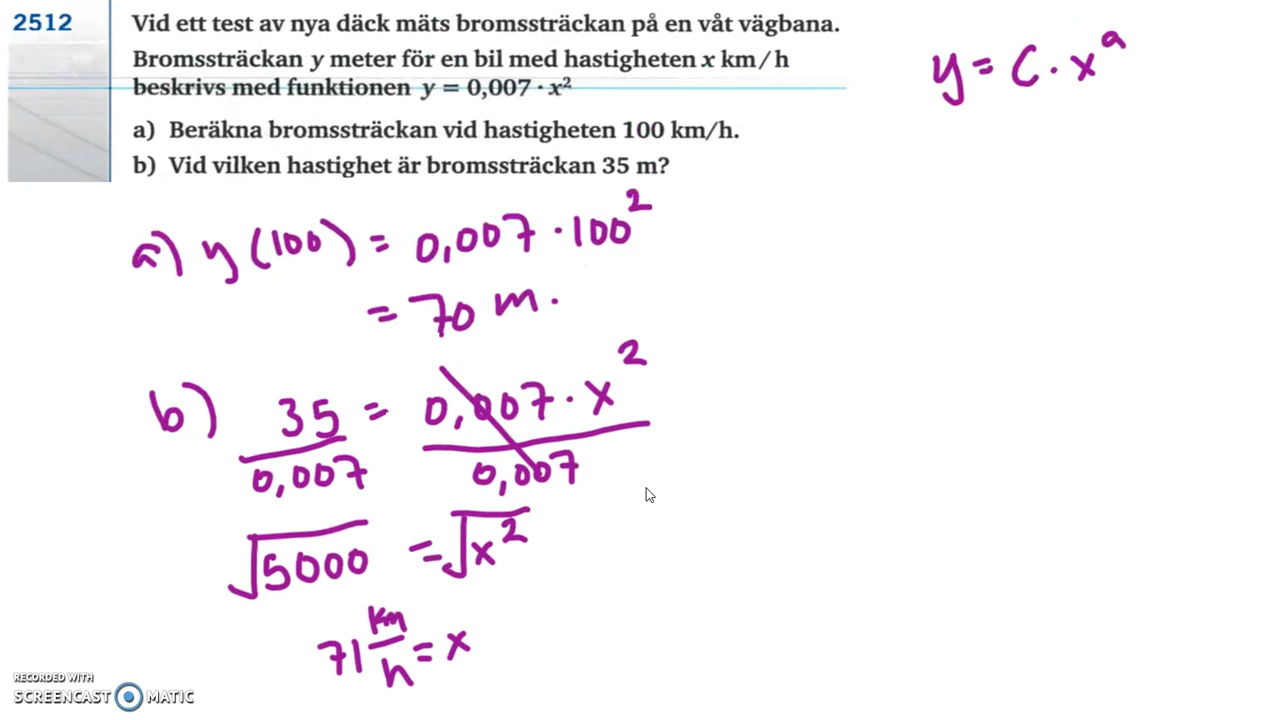 2512
Vid ett test av nya däck mäts bromssträckan på en våt vägbana.
Bromssträckan y meter för en bil med hastigheten x km/h
beskrivs med funktionen y = 0,007 · x²
a) Beräkna bromssträckan vid hastigheten 100 km/h.
b) Vid vilken hastighet är bromssträckan 35 m?
y = C · x^a
a) y(100) = 0,007 · 100²
= 70 m.
b) 35 = 0,007 · x²
0,007 0,007
√5000 = √x²
71 km/h = x
RECORDED WITH
SCREENCAST MATIC